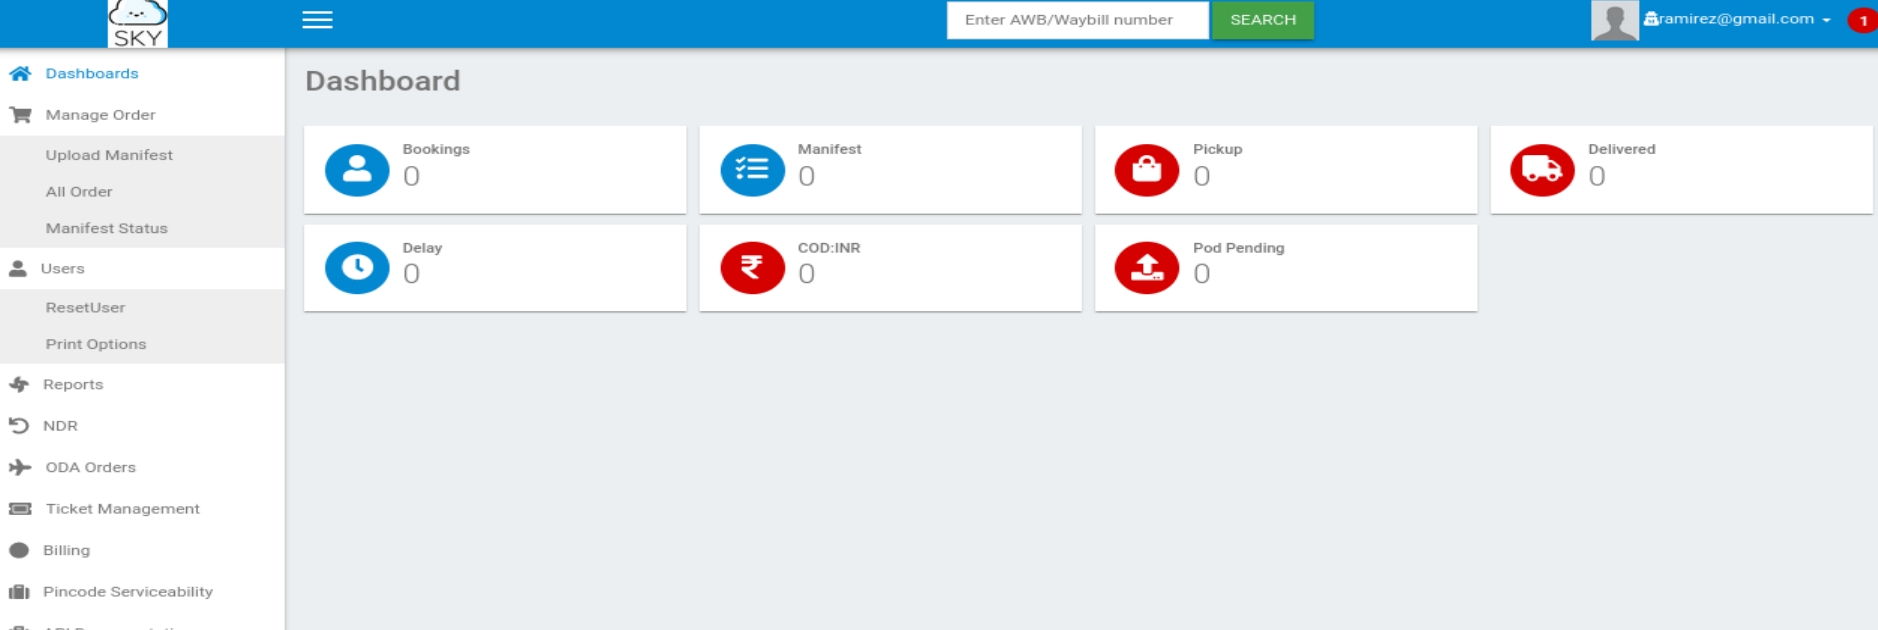 SKY
Enter AWB/Waybill number
SEARCH
ramirez@gmail.com
1
Dashboards
Manage Order
Upload Manifest
All Order
Manifest Status
Users
ResetUser
Print Options
Reports
NDR
ODA Orders
Ticket Management
Billing
Pincode Serviceability
Dashboard
Bookings
0
Manifest
0
Pickup
0
Delivered
0
Delay
0
COD:INR
0
Pod Pending
0